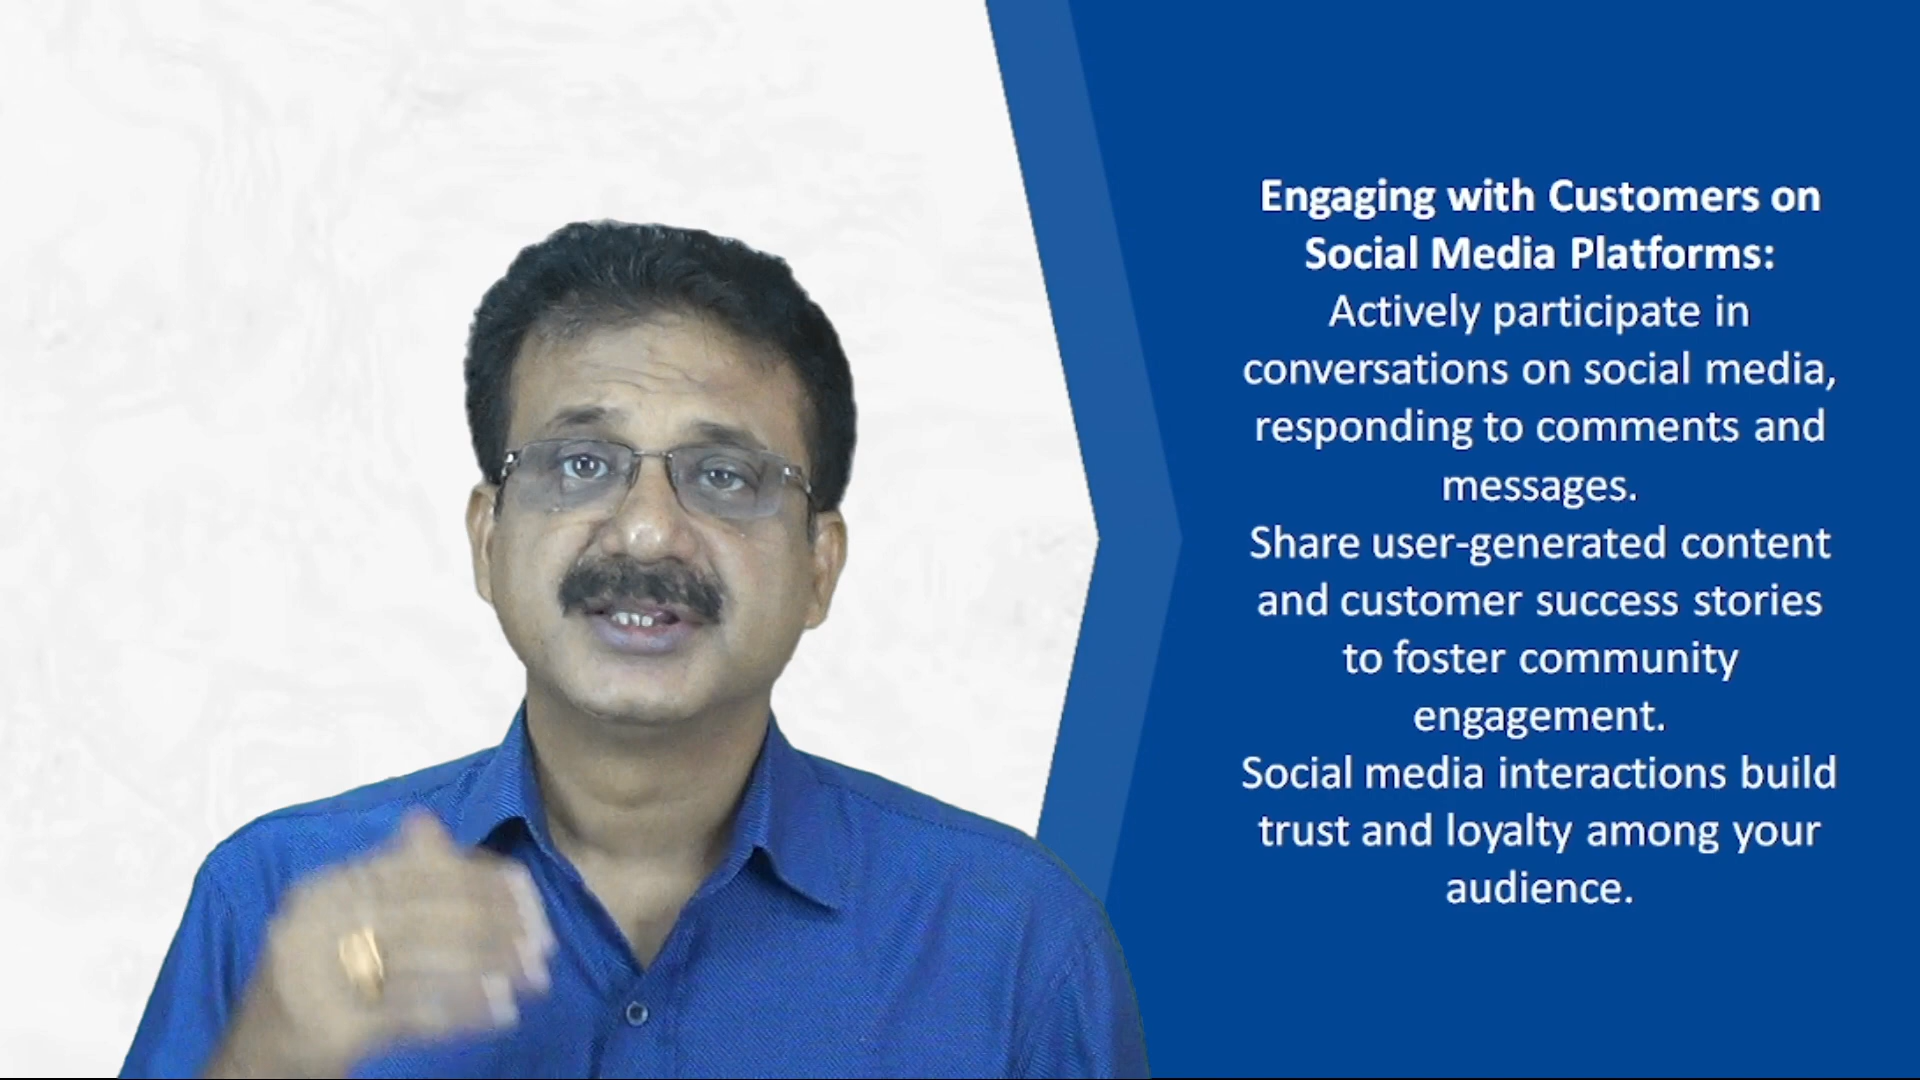 Engaging with Customers on
Social Media Platforms:
Actively participate in
conversations on social media,
responding to comments and
messages.
Share user-generated content
and customer success stories
to foster community
engagement.
Social media interactions build
trust and loyalty among your
audience.